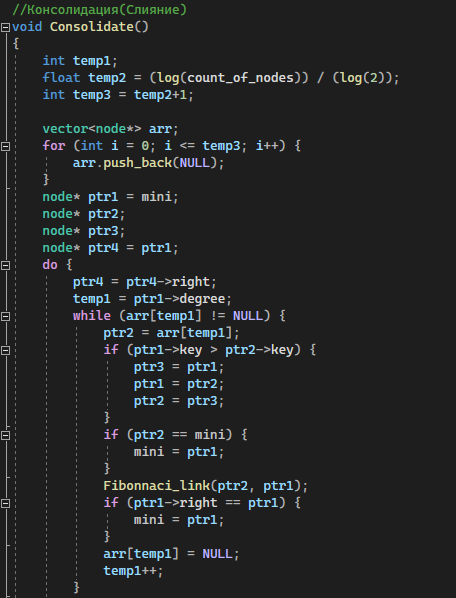 //Консолидация(Слияние)
void Consolidate()
{
    int temp1;
    float temp2 = (log(count_of_nodes)) / (log(2));
    int temp3 = temp2+1;

    vector<node*> arr;
    for (int i = 0; i <= temp3; i++) {
        arr.push_back(NULL);
    }
    node* ptr1 = mini;
    node* ptr2;
    node* ptr3;
    node* ptr4 = ptr1;
    do {
        ptr4 = ptr4->right;
        temp1 = ptr1->degree;
        while (arr[temp1] != NULL) {
            ptr2 = arr[temp1];
            if (ptr1->key > ptr2->key) {
                ptr3 = ptr1;
                ptr1 = ptr2;
                ptr2 = ptr3;
            }
            if (ptr2 == mini) {
                mini = ptr1;
            }
            Fibonnaci_link(ptr2, ptr1);
            if (ptr1->right == ptr1) {
                mini = ptr1;
            }
            arr[temp1] = NULL;
            temp1++;
        }